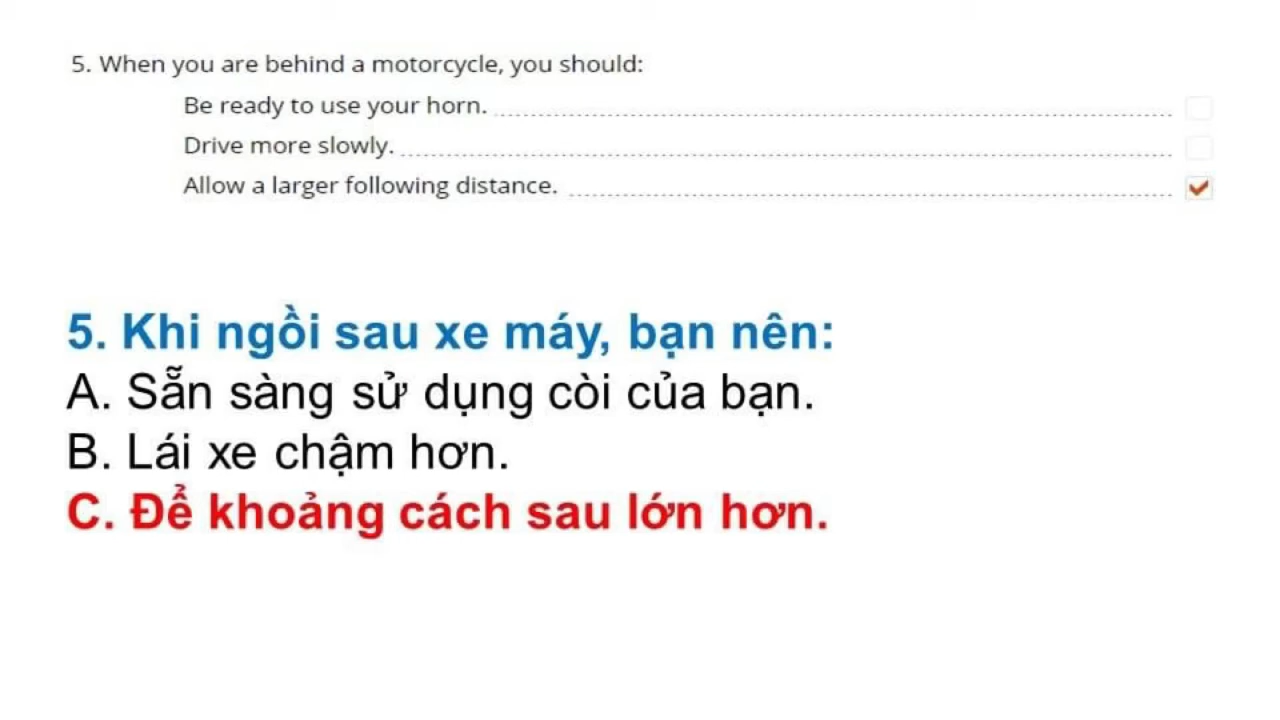 5. When you are behind a motorcycle, you should:
Be ready to use your horn.
Drive more slowly.
Allow a larger following distance.
5. Khi ngồi sau xe máy, bạn nên:
A. Sẵn sàng sử dụng còi của bạn.
B. Lái xe chậm hơn.
C. Để khoảng cách sau lớn hơn.